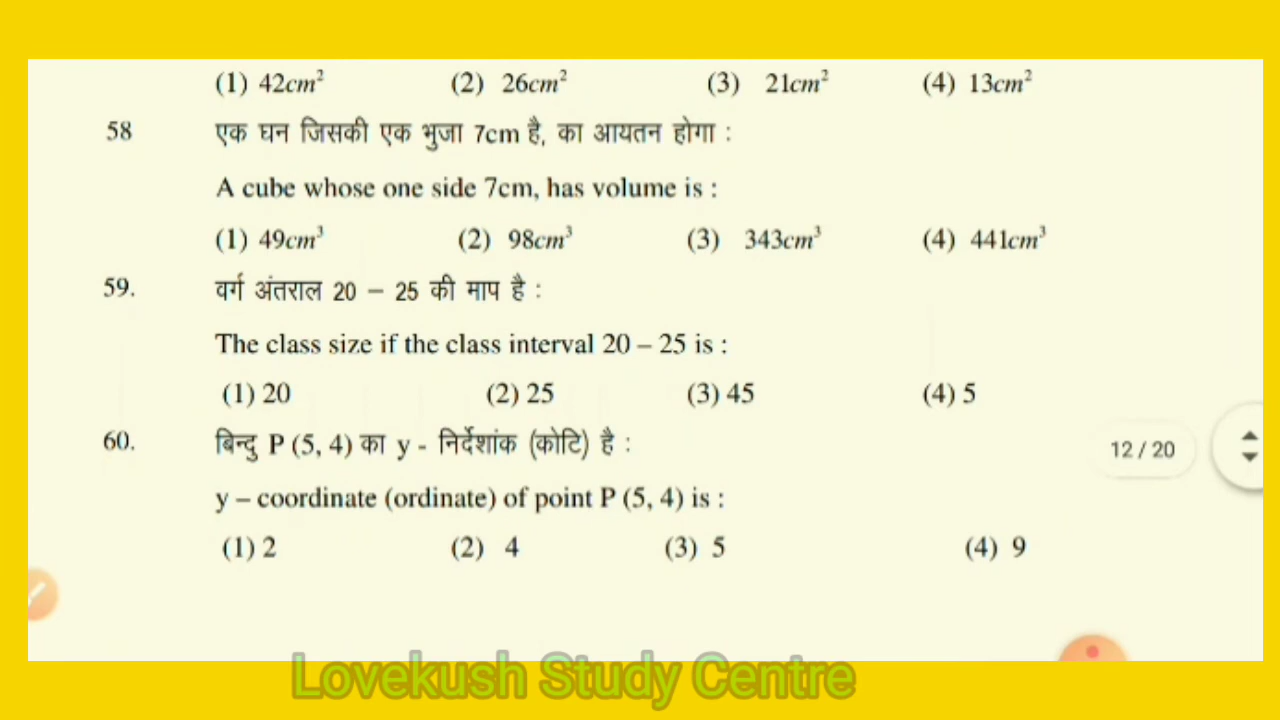 (1) 42cm² (2) 26cm² (3) 21cm² (4) 13cm²
58 एक घन जिसकी एक भुजा 7cm है, का आयतन होगा :
A cube whose one side 7cm, has volume is :
(1) 49cm³ (2) 98cm³ (3) 343cm³ (4) 441cm³
59. वर्ग अंतराल 20 – 25 की माप है :
The class size if the class interval 20 – 25 is :
(1) 20 (2) 25 (3) 45 (4) 5
60. बिन्दु P (5, 4) का y - निर्देशांक (कोटि) है :
12 / 20
y – coordinate (ordinate) of point P (5, 4) is :
(1) 2 (2) 4 (3) 5 (4) 9
Lovekush Study Centre